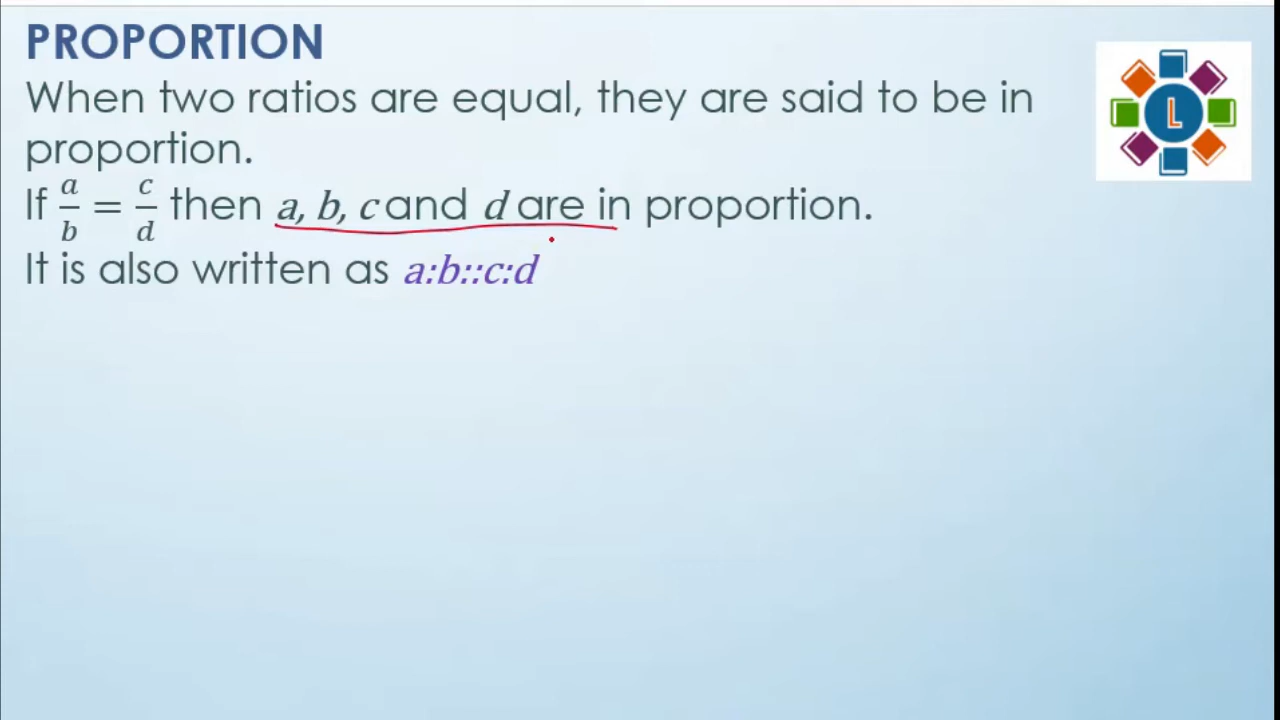 PROPORTION
When two ratios are equal, they are said to be in
proportion.
If a/b = c/d then a, b, c and d are in proportion.
It is also written as a:b::c:d
L